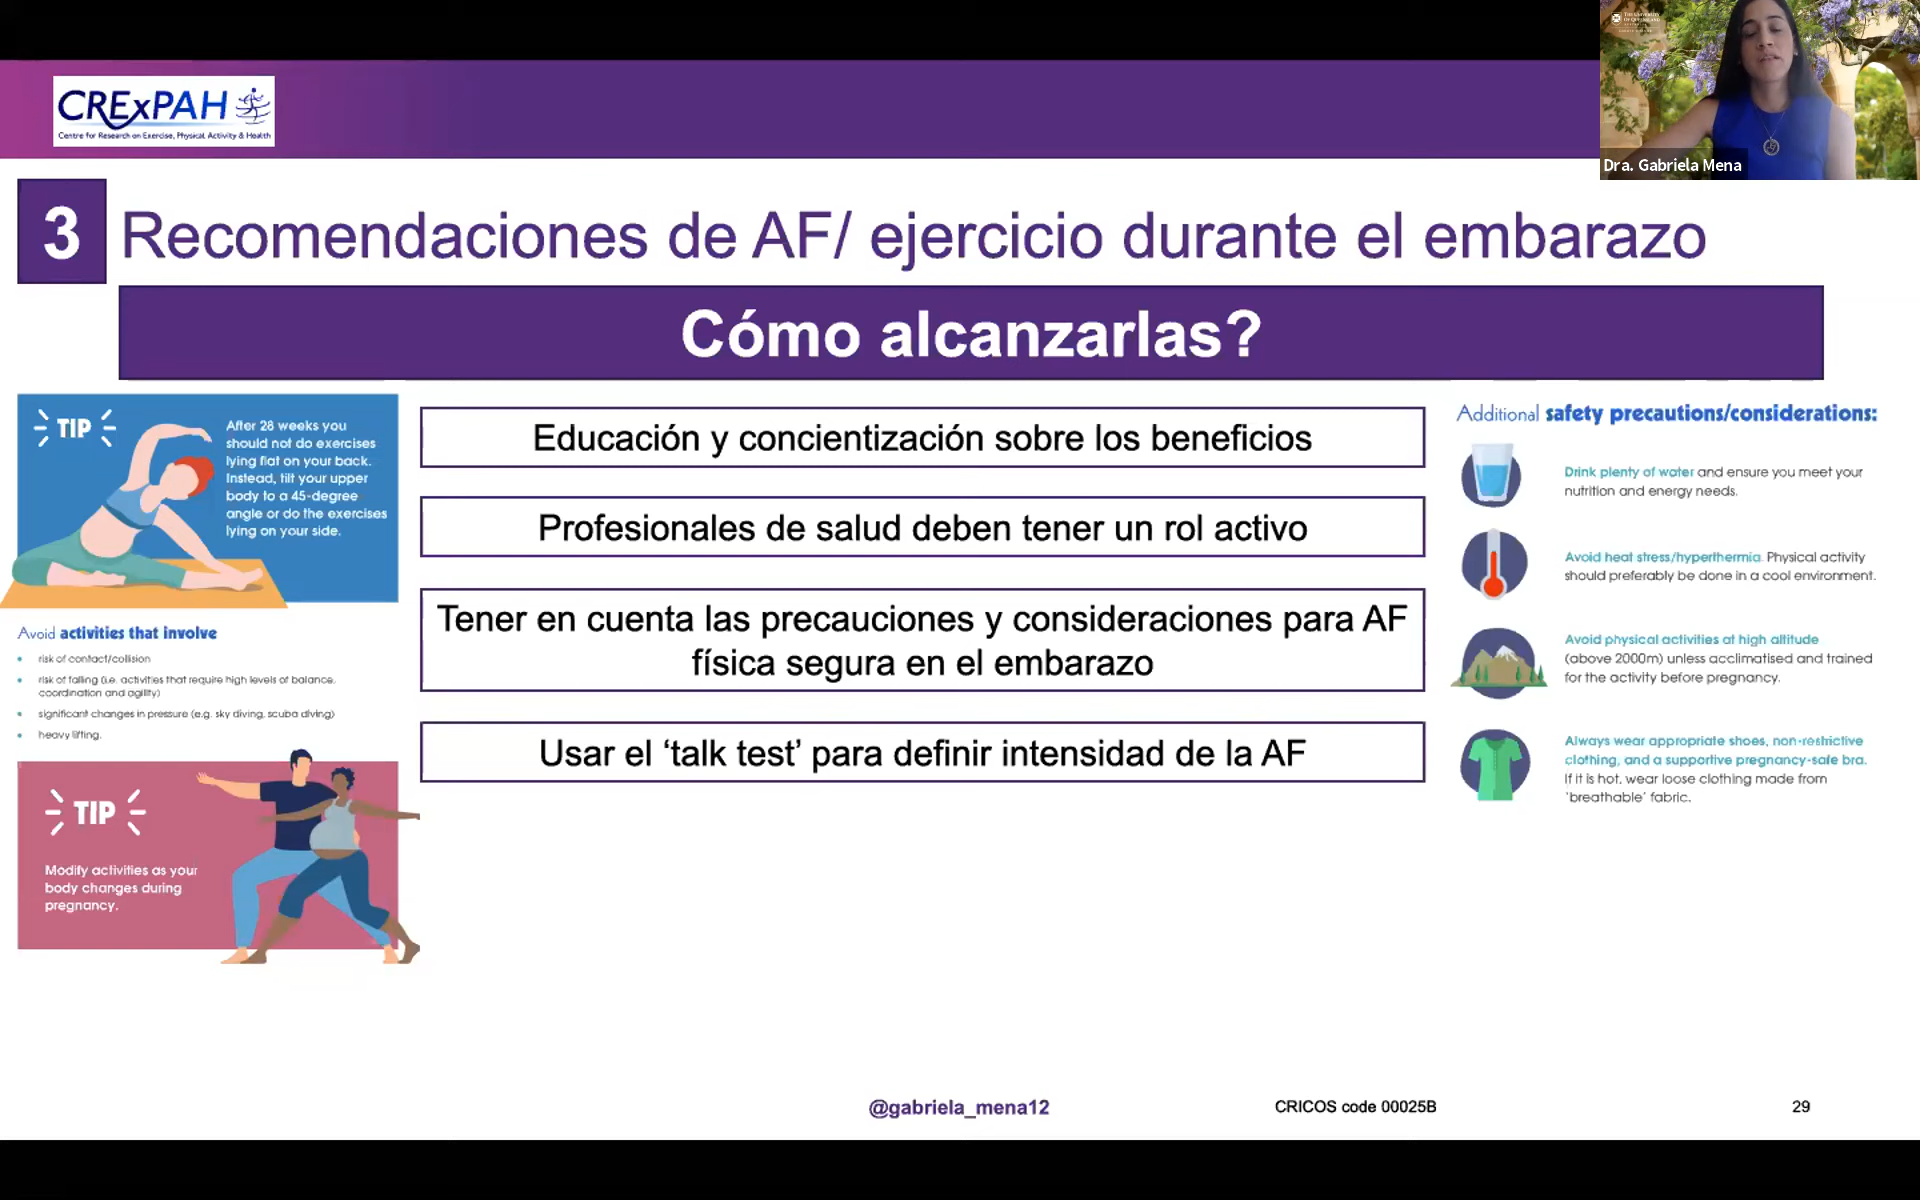 CRExPAH
Centre for Research on Exercise, Physical Activity & Health
Dra. Gabriela Mena
3
Recomendaciones de AF/ ejercicio durante el embarazo
Cómo alcanzarlas?
TIP
After 28 weeks you
should not do exercises
lying flat on your back.
Instead, tilt your upper
body to a 45-degree
angle or do the exercises
lying on your side.
Avoid activities that involve
• risk of contact/collision
• risk of falling (i.e. activities that require high levels of balance,
coordination and agility)
• significant changes in pressure (e.g. sky diving, scuba diving)
• heavy lifting.
TIP
Modify activities as your
body changes during
pregnancy.
Educación y concientización sobre los beneficios
Profesionales de salud deben tener un rol activo
Tener en cuenta las precauciones y consideraciones para AF
física segura en el embarazo
Usar el ‘talk test’ para definir intensidad de la AF
Additional safety precautions/considerations:
Drink plenty of water and ensure you meet your
nutrition and energy needs.
Avoid heat stress/hyperthermia. Physical activity
should preferably be done in a cool environment.
Avoid physical activities at high altitude
(above 2000m) unless acclimatised and trained
for the activity before pregnancy.
Always wear appropriate shoes, non-restrictive
clothing, and a supportive pregnancy-safe bra.
If it is hot, wear loose clothing made from
‘breathable’ fabric.
@gabriela_mena12
CRICOS code 00025B
29